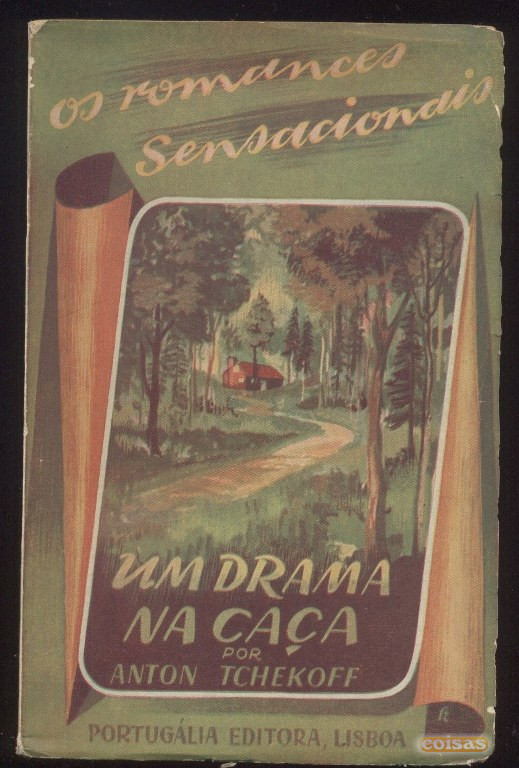 os romances
Sensacionais
UM DRAMA
NA CAÇA
POR
ANTON TCHEKOFF
PORTUGÁLIA EDITORA, LISBOA
coisas